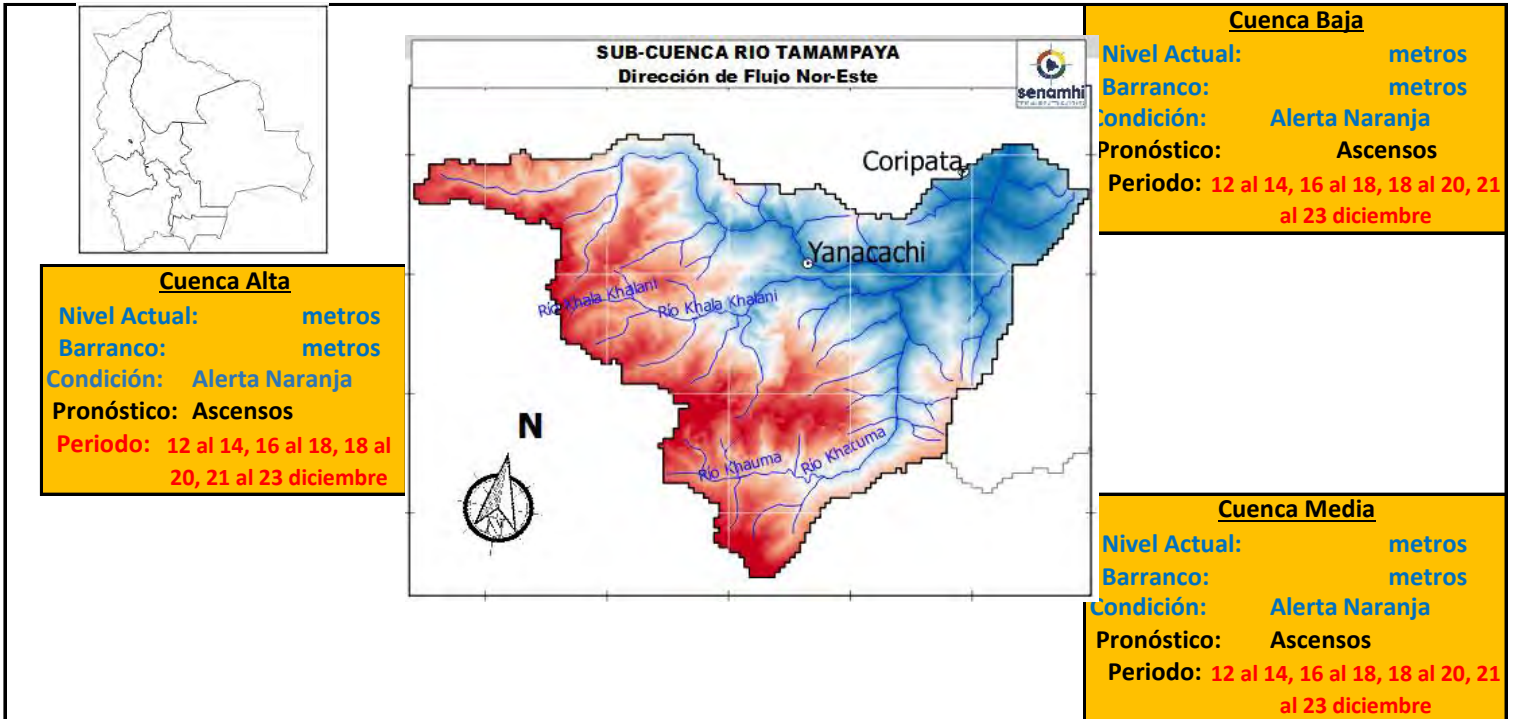 SUB-CUENCA RIO TAMAMPAYA
Dirección de Flujo Nor-Este
senamhi
Coripata
Yanacachi
Río Khala Khalani
Río Khala Khalani
Río Khauma
Río Khacuma
N
Cuenca Alta
Nivel Actual: metros
Barranco: metros
Condición: Alerta Naranja
Pronóstico: Ascensos
Periodo: 12 al 14, 16 al 18, 18 al
20, 21 al 23 diciembre
Cuenca Baja
Nivel Actual: metros
Barranco: metros
Condición: Alerta Naranja
Pronóstico: Ascensos
Periodo: 12 al 14, 16 al 18, 18 al 20, 21
al 23 diciembre
Cuenca Media
Nivel Actual: metros
Barranco: metros
Condición: Alerta Naranja
Pronóstico: Ascensos
Periodo: 12 al 14, 16 al 18, 18 al 20, 21
al 23 diciembre